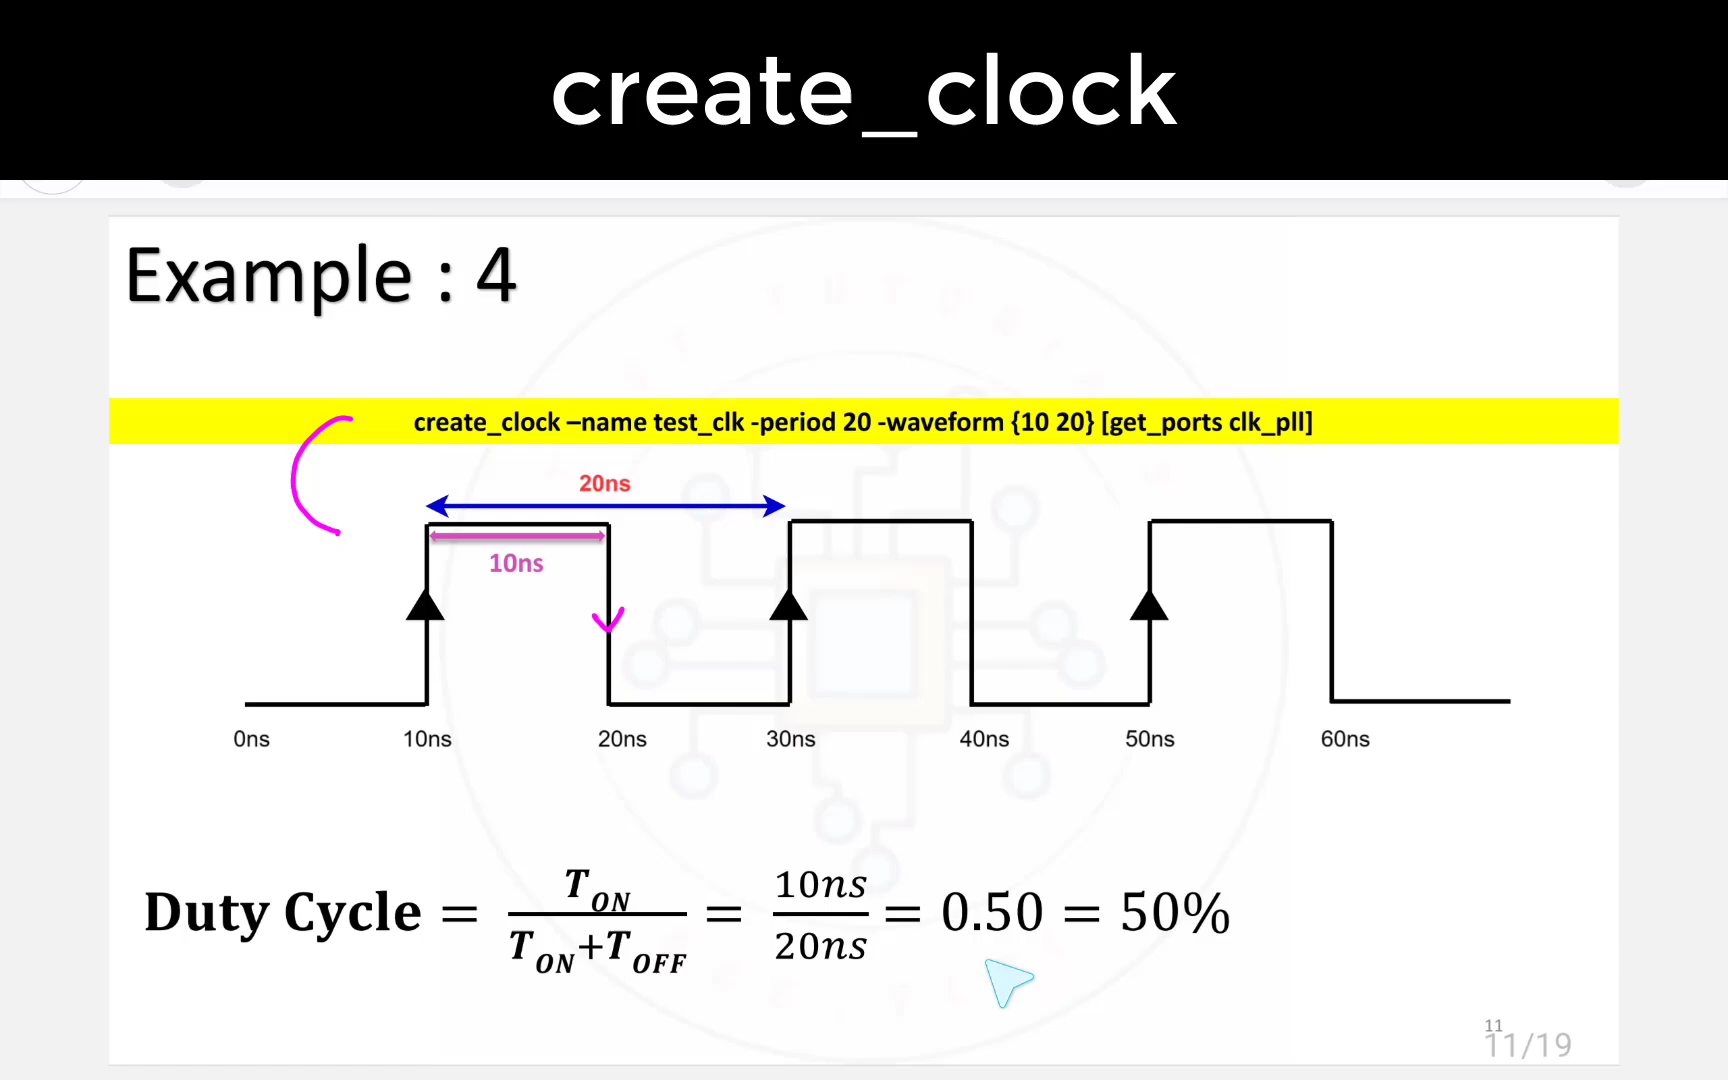 create_clock
Example : 4
create_clock –name test_clk -period 20 -waveform {10 20} [get_ports clk_pll]
20ns
10ns
0ns 10ns 20ns 30ns 40ns 50ns 60ns
Duty Cycle = T_ON / (T_ON+T_OFF) = 10ns / 20ns = 0.50 = 50%
11
11/19